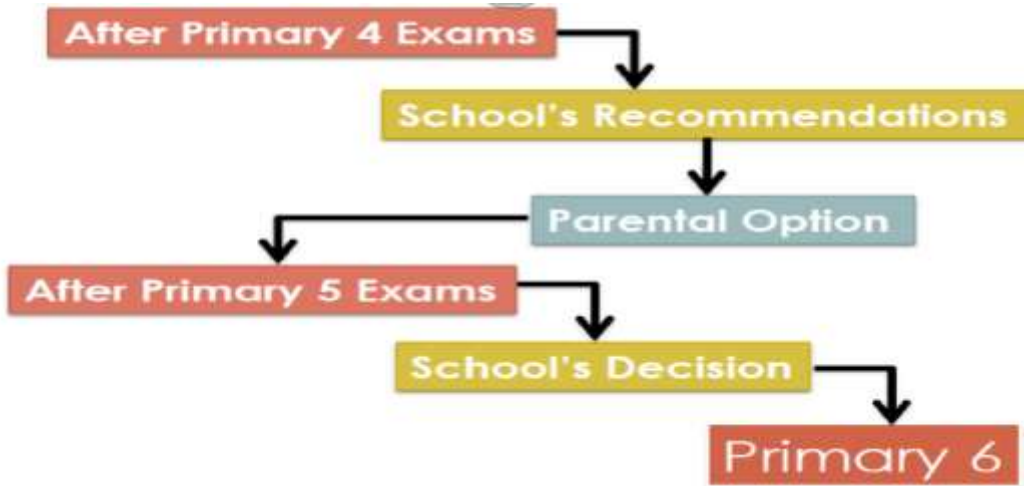 After Primary 4 Exams
School's Recommendations
Parental Option
After Primary 5 Exams
School's Decision
Primary 6